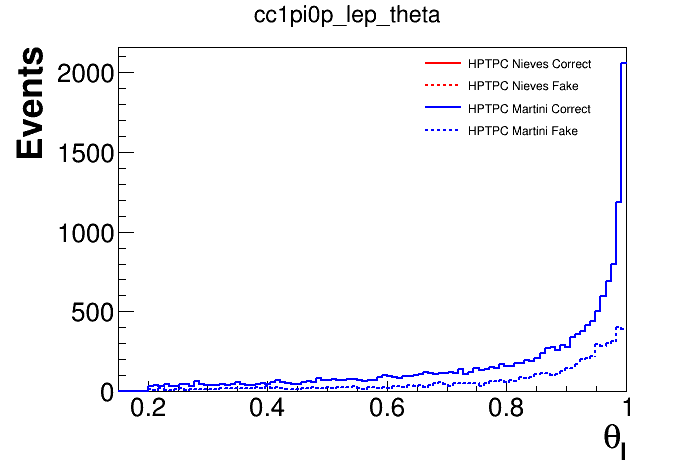 cc1pi0p_lep_theta
Events
HPTPC Nieves Correct
HPTPC Nieves Fake
HPTPC Martini Correct
HPTPC Martini Fake
2000
1500
1000
500
0
0.2 0.4 0.6 0.8 1
θl